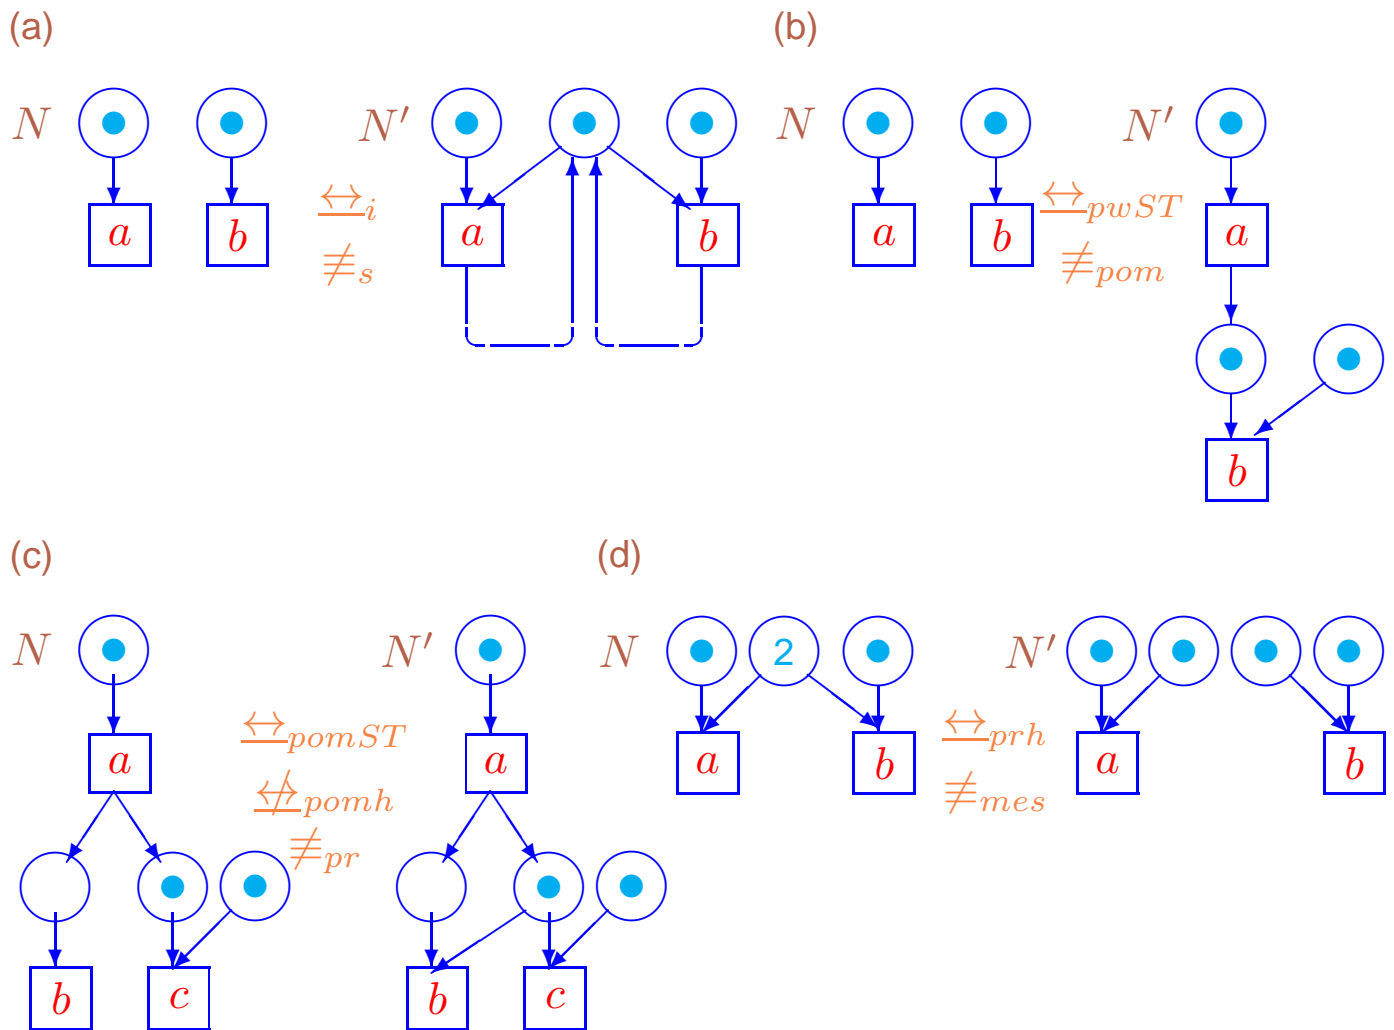 (a)
(b)
N
N′
a
b
↔i
≢s
a
b
N
N′
a
b
↔pwST
≢pom
a
b
(c)
(d)
N
N′
a
↔pomST
↮pomh
≢pr
a
b
c
b
c
N
2
N′
a
b
↔prh
≢mes
a
b